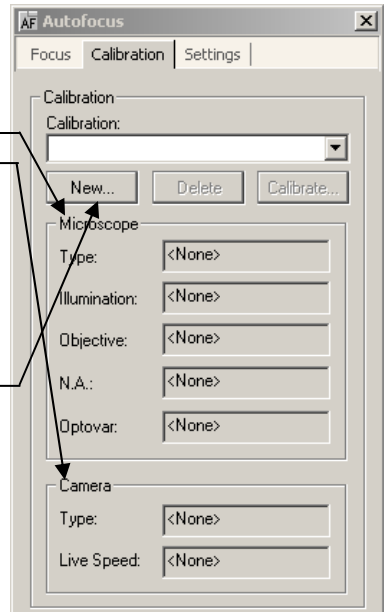 AF Autofocus
Focus Calibration Settings
Calibration
Calibration:
New... Delete Calibrate...
Microscope
Type: <None>
Illumination: <None>
Objective: <None>
N.A.: <None>
Optovar: <None>
Camera
Type: <None>
Live Speed: <None>